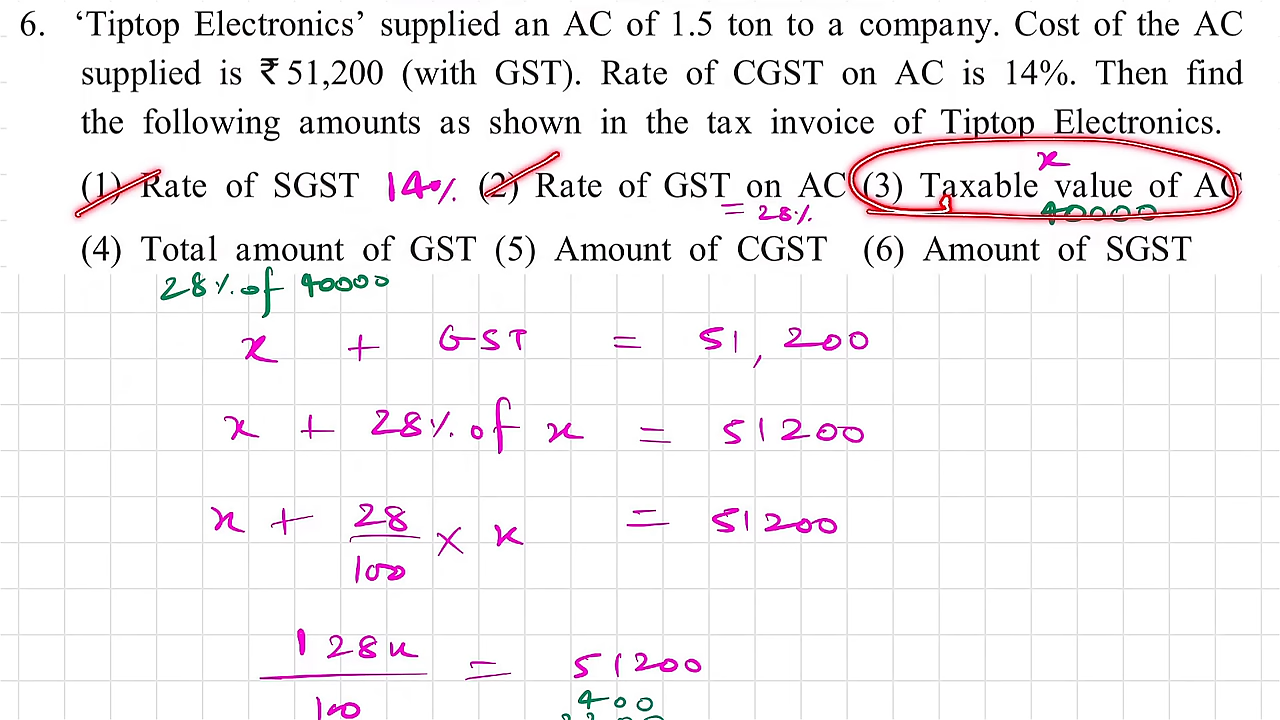 6. ‘Tiptop Electronics’ supplied an AC of 1.5 ton to a company. Cost of the AC
supplied is ₹ 51,200 (with GST). Rate of CGST on AC is 14%. Then find
the following amounts as shown in the tax invoice of Tiptop Electronics.
x
(1) Rate of SGST 14% (2) Rate of GST on AC (3) Taxable value of AC
= 28% 40000
(4) Total amount of GST (5) Amount of CGST (6) Amount of SGST
28% of 40000
x + GST = 51,200
x + 28% of x = 51200
x + 28/100 × x = 51200
128x/100 = 51200
400